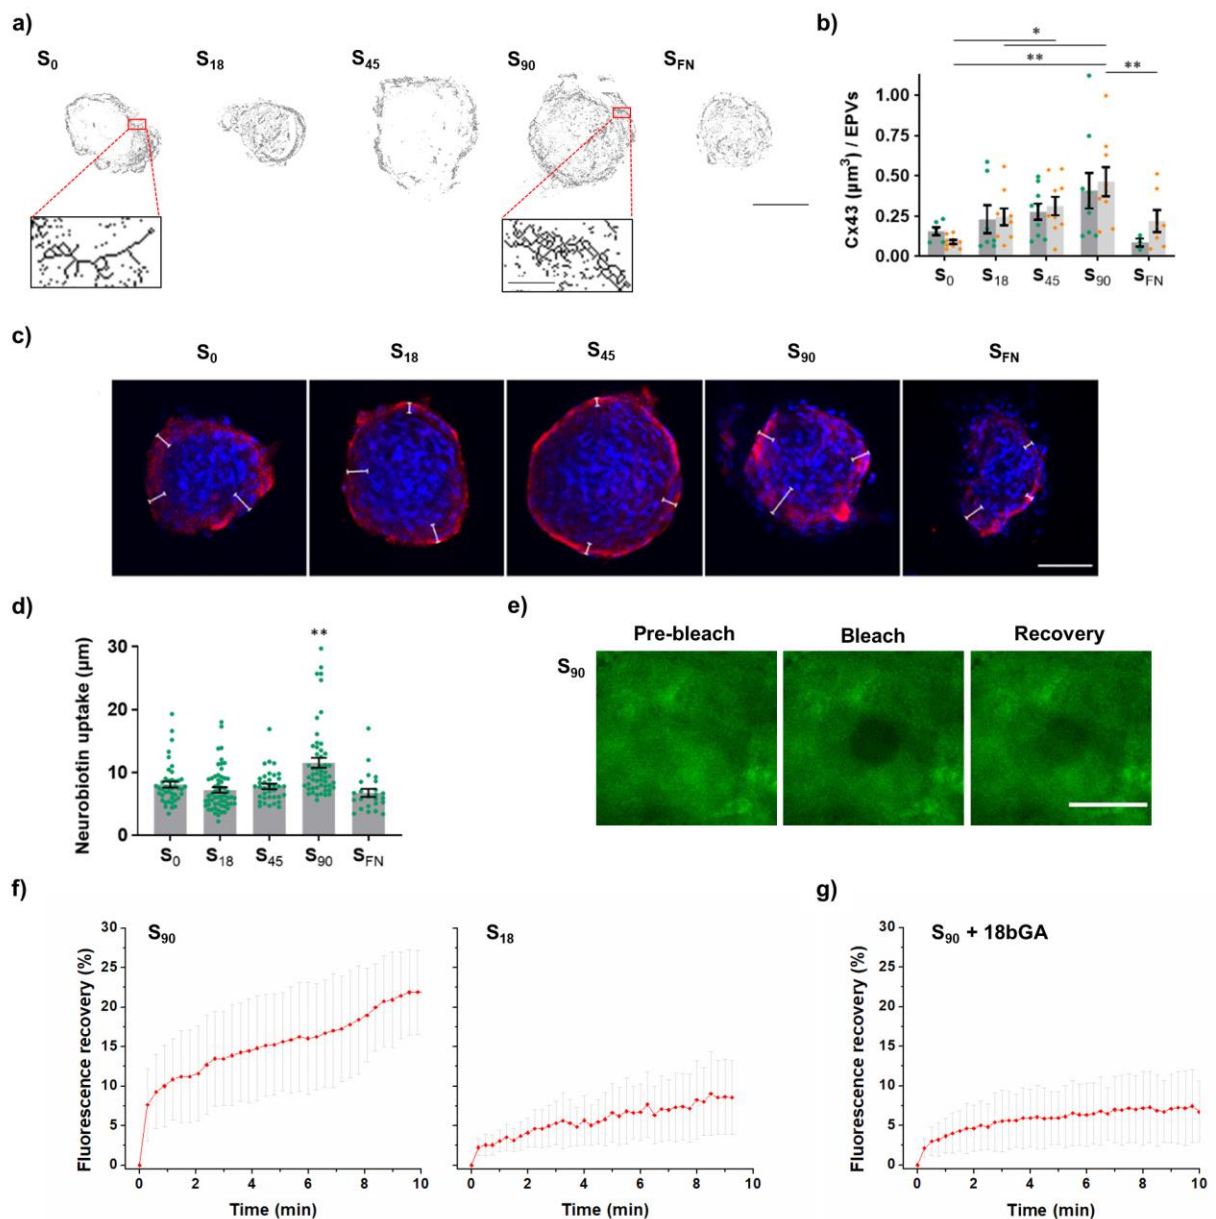 a)
S0 S18 S45 S90 SFN
b)
* ** **
Cx43 (µm³) / EPVs
1.00
0.75
0.50
0.25
0.00
S0 S18 S45 S90 SFN
c)
S0 S18 S45 S90 SFN
d)
**
Neurobiotin uptake (µm)
30
20
10
0
S0 S18 S45 S90 SFN
e)
Pre-bleach Bleach Recovery
S90
f)
Fluorescence recovery (%)
30
25
20
15
10
5
0
S90
0 2 4 6 8 10
Time (min)
S18
0 2 4 6 8 10
Time (min)
g)
Fluorescence recovery (%)
30
25
20
15
10
5
0
S90 + 18bGA
0 2 4 6 8 10
Time (min)